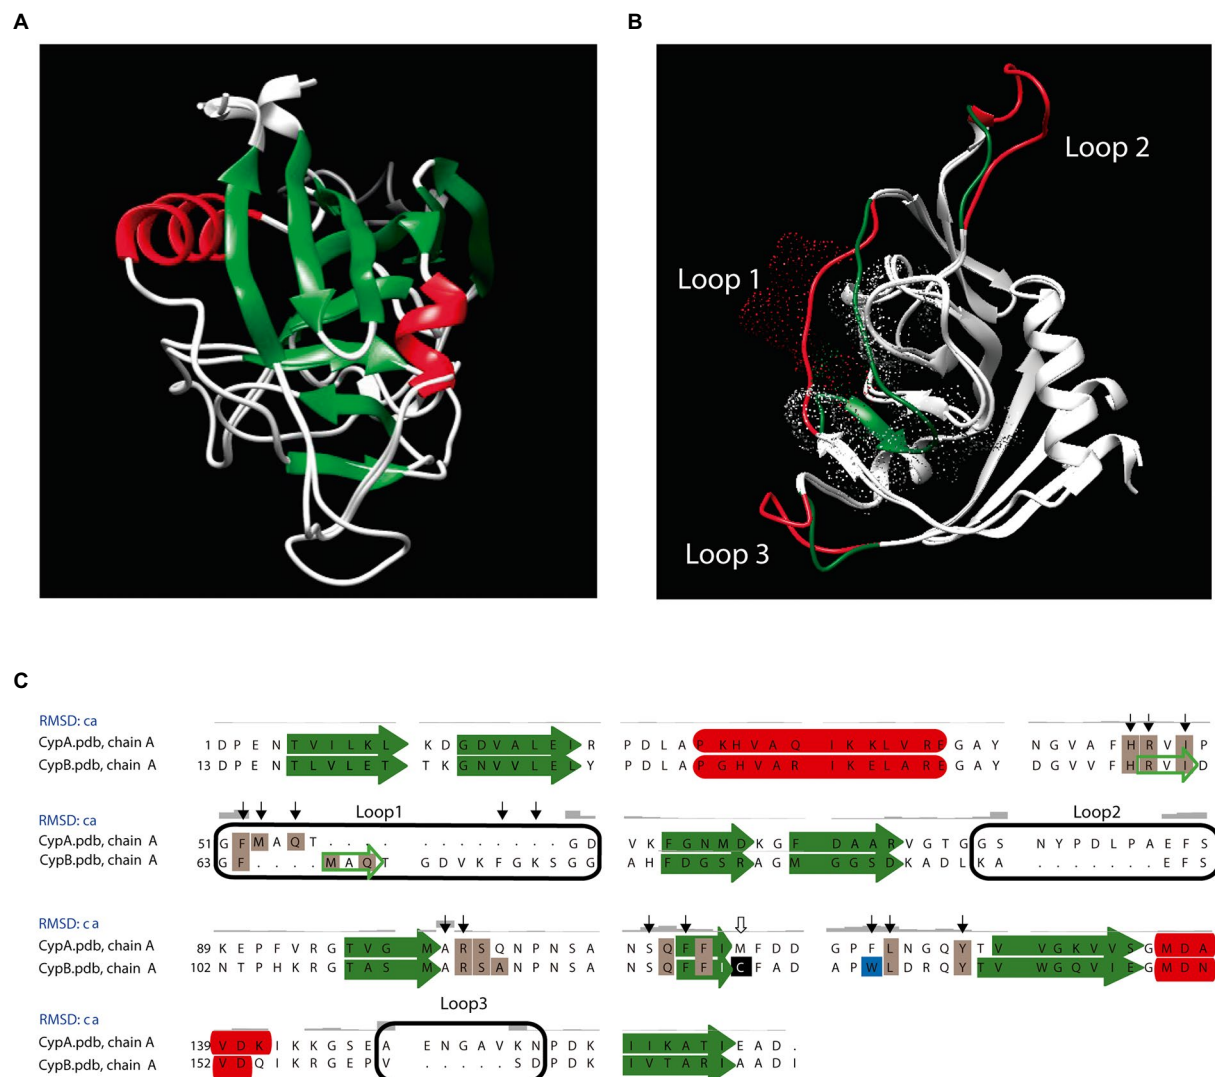 A
B
Loop 2
Loop 1
Loop 3
C
RMSD: ca
CypA.pdb, chain A 1 D P E N T V I L K L K D G D V A L E I R P D L A P K H V A Q I K K L V R E G A Y N G V A F H R V I P
CypB.pdb, chain A 13 D P E N T L V L E T T K G N V V L E L Y P D L A P G H V A R I K E L A R E G A Y D G V V F H R V I D
RMSD: ca
Loop1
Loop2
CypA.pdb, chain A 51 G F M A Q T . . . . . . . . . G D V K F G N M D K G F D A A R V G T G G S N Y P D L P A E F S
CypB.pdb, chain A 63 G F . . . . M A Q T G D V K F G K S G G A H F D G S R A G M G G S D K A D L K A . . . . . . . E F S
RMSD: ca
CypA.pdb, chain A 89 K E P F V R G T V G M A R S Q N P N S A N S Q F F I M F D D G P F L N G Q Y T V V G K V V S G M D A
CypB.pdb, chain A 102 N T P H K R G T A S M A R S A N P N S A N S Q F F I C F A D A P W L D R Q Y T V W G Q V I E G M D N
Loop3
RMSD: ca
CypA.pdb, chain A 139 V D K I K K G S E A E N G A V K N P D K I I K A T I E A D .
CypB.pdb, chain A 152 V D Q I K R G E P V . . . . . S D P D K I V T A R I A A D I